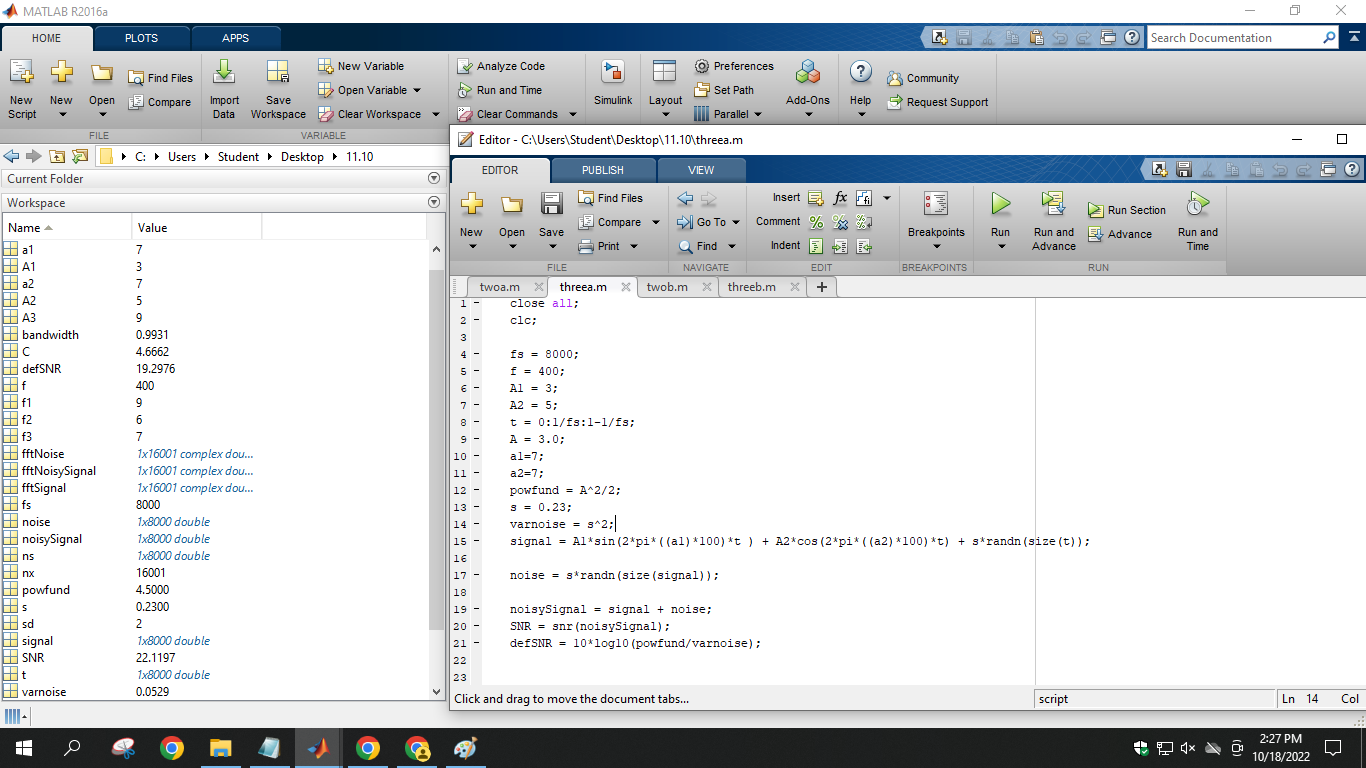 MATLAB R2016a
HOME PLOTS APPS
Search Documentation
New Script
New
Open
Find Files
Compare
Import Data
Save Workspace
New Variable
Open Variable
Clear Workspace
Analyze Code
Run and Time
Clear Commands
Simulink
Layout
Preferences
Set Path
Parallel
Add-Ons
Help
Community
Request Support
FILE VARIABLE
C: Users Student Desktop 11.10
Current Folder
Workspace
Name Value
a1 7
A1 3
a2 7
A2 5
A3 9
bandwidth 0.9931
C 4.6662
defSNR 19.2976
f 400
f1 9
f2 6
f3 7
fftNoise 1x16001 complex dou...
fftNoisySignal 1x16001 complex dou...
fftSignal 1x16001 complex dou...
fs 8000
noise 1x8000 double
noisySignal 1x8000 double
ns 1x8000 double
nx 16001
powfund 4.5000
s 0.2300
sd 2
signal 1x8000 double
SNR 22.1197
t 1x8000 double
varnoise 0.0529
Editor - C:\Users\Student\Desktop\11.10\threea.m
EDITOR PUBLISH VIEW
New
Open
Save
Find Files
Compare
Print
Go To
Find
Insert
Comment
Indent
fx
Breakpoints
Run
Run and Advance
Run Section
Advance
Run and Time
FILE NAVIGATE EDIT BREAKPOINTS RUN
twoa.m threea.m twob.m threeb.m
1 - close all;
2 - clc;
3
4 - fs = 8000;
5 - f = 400;
6 - A1 = 3;
7 - A2 = 5;
8 - t = 0:1/fs:1-1/fs;
9 - A = 3.0;
10 - a1=7;
11 - a2=7;
12 - powfund = A^2/2;
13 - s = 0.23;
14 - varnoise = s^2;
15 - signal = A1*sin(2*pi*((a1)*100)*t ) + A2*cos(2*pi*((a2)*100)*t) + s*randn(size(t));
16
17 - noise = s*randn(size(signal));
18
19 - noisySignal = signal + noise;
20 - SNR = snr(noisySignal);
21 - defSNR = 10*log10(powfund/varnoise);
22
23
Click and drag to move the document tabs...
script
Ln 14 Col
2:27 PM
10/18/2022